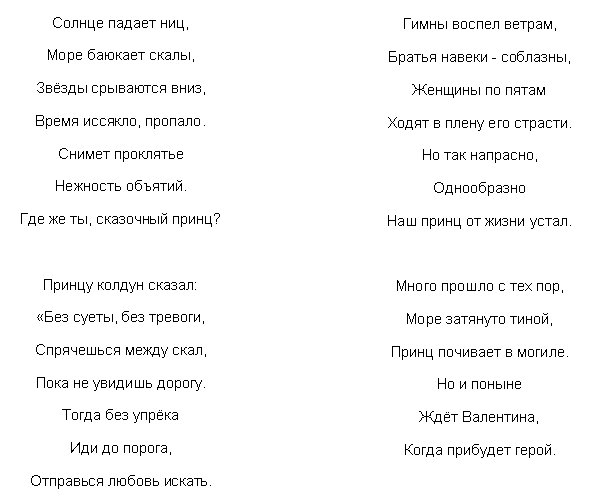 Солнце падает ниц,
Море баюкает скалы,
Звёзды срываются вниз,
Время иссякло, пропало.
Снимет проклятье
Нежность объятий.
Где же ты, сказочный принц?
Принцу колдун сказал:
«Без суеты, без тревоги,
Спрячешься между скал,
Пока не увидишь дорогу.
Тогда без упрёка
Иди до порога,
Отправься любовь искать.
Гимны воспел ветрам,
Братья навеки - соблазны,
Женщины по пятам
Ходят в плену его страсти.
Но так напрасно,
Однообразно
Наш принц от жизни устал.
Много прошло с тех пор,
Море затянуто тиной,
Принц почивает в могиле.
Но и поныне
Ждёт Валентина,
Когда прибудет герой.